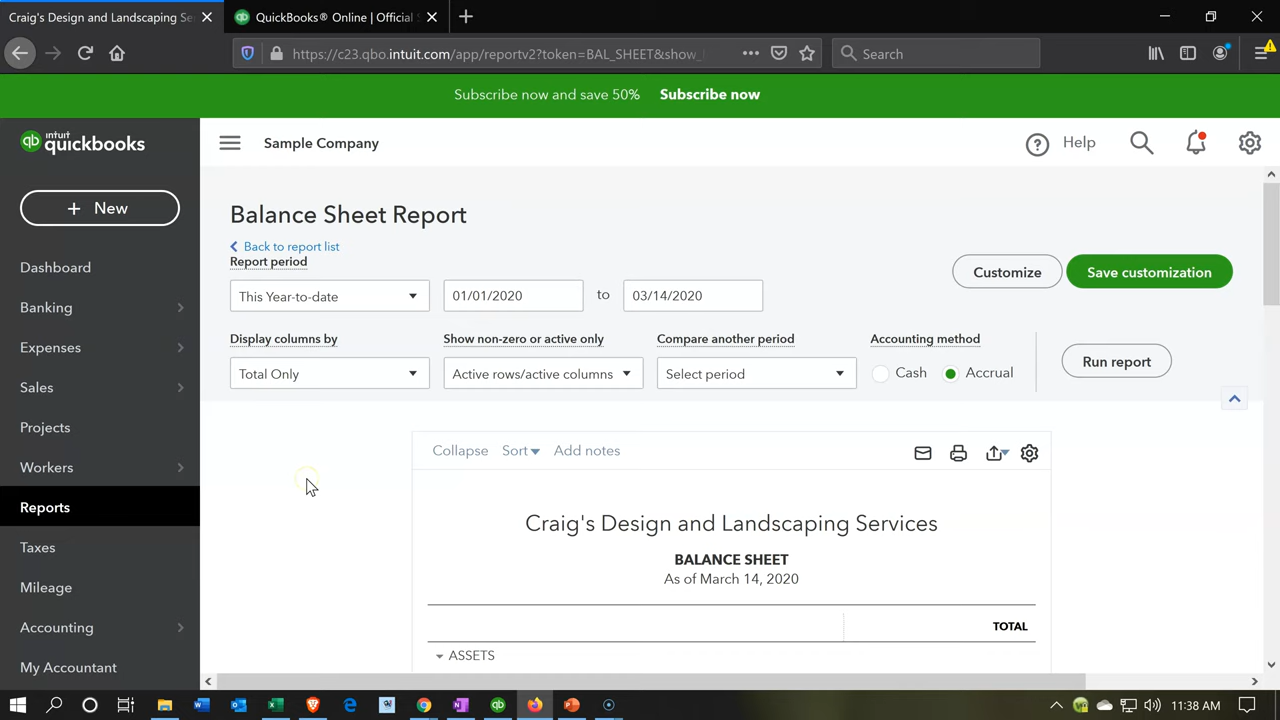 Craig's Design and Landscaping Se
QuickBooks® Online | Official
https://c23.qbo.intuit.com/app/reportv2?token=BAL_SHEET&show_
Search
Subscribe now and save 50% Subscribe now
intuit
quickbooks
Sample Company
Help
+ New
Balance Sheet Report
Back to report list
Report period
This Year-to-date
01/01/2020
to
03/14/2020
Customize
Save customization
Display columns by
Show non-zero or active only
Compare another period
Accounting method
Total Only
Active rows/active columns
Select period
Cash
Accrual
Run report
Dashboard
Banking
Expenses
Sales
Projects
Workers
Reports
Taxes
Mileage
Accounting
My Accountant
Collapse
Sort
Add notes
Craig's Design and Landscaping Services
BALANCE SHEET
As of March 14, 2020
TOTAL
ASSETS
11:38 AM